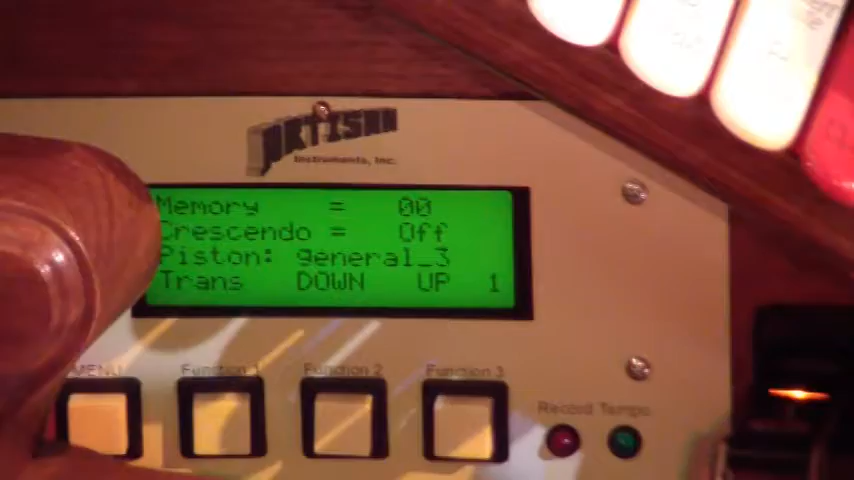 ARTISAN
Instruments, Inc.
Memory = 00
Crescendo = Off
Piston: general_3
Trans DOWN UP 1
MENU Function 1 Function 2 Function 3
Record Tempo